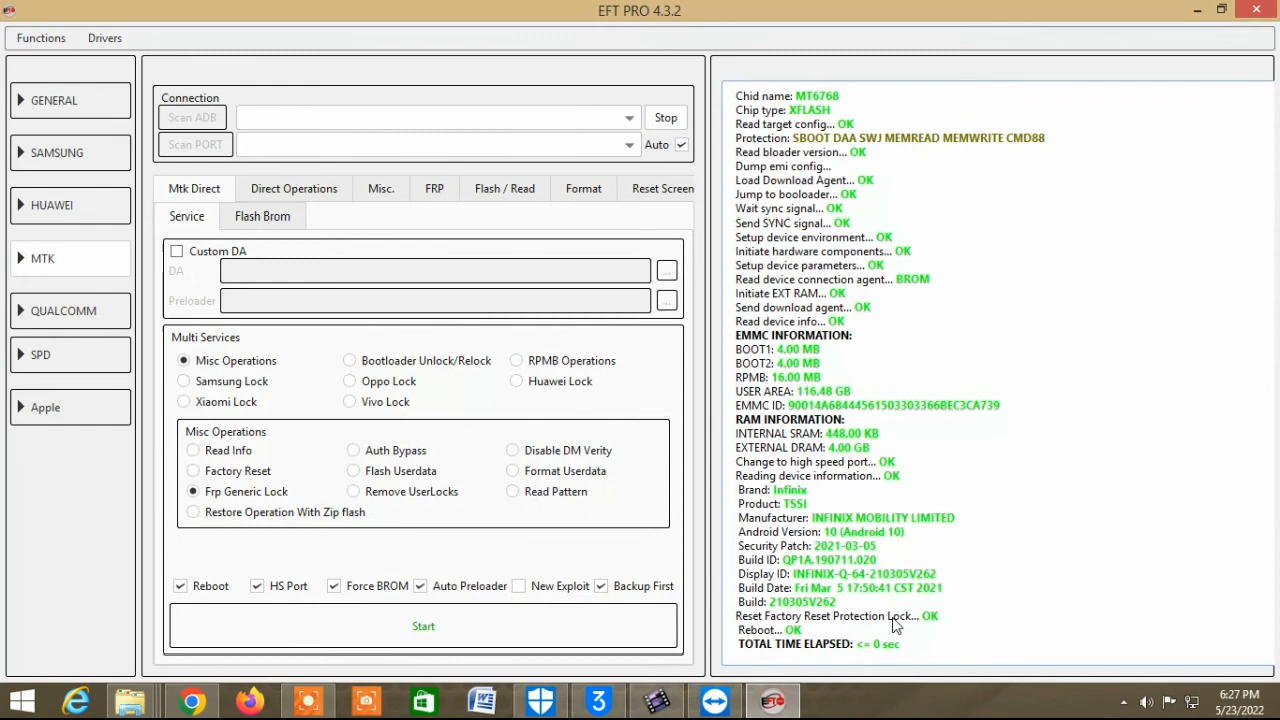 EFT PRO 4.3.2
Functions Drivers
GENERAL
SAMSUNG
HUAWEI
MTK
QUALCOMM
SPD
Apple
Connection
Scan ADB
Stop
Scan PORT
Auto
Mtk Direct Direct Operations Misc. FRP Flash / Read Format Reset Screen
Service Flash Brom
Custom DA
DA ...
Preloader ...
Multi Services
Misc Operations Bootloader Unlock/Relock RPMB Operations
Samsung Lock Oppo Lock Huawei Lock
Xiaomi Lock Vivo Lock
Misc Operations
Read Info Auth Bypass Disable DM Verity
Factory Reset Flash Userdata Format Userdata
Frp Generic Lock Remove UserLocks Read Pattern
Restore Operation With Zip flash
Reboot HS Port Force BROM Auto Preloader New Exploit Backup First
Start
Chid name: MT6768
Chip type: XFLASH
Read target config... OK
Protection: SBOOT DAA SWJ MEMREAD MEMWRITE CMD88
Read bloader version... OK
Dump emi config...
Load Download Agent... OK
Jump to booloader... OK
Wait sync signal... OK
Send SYNC signal... OK
Setup device environment... OK
Initiate hardware components... OK
Setup device parameters... OK
Read device connection agent... BROM
Initiate EXT RAM... OK
Send download agent... OK
Read device info... OK
EMMC INFORMATION:
BOOT1: 4.00 MB
BOOT2: 4.00 MB
RPMB: 16.00 MB
USER AREA: 116.48 GB
EMMC ID: 90014A68444561503303366BEC3CA739
RAM INFORMATION:
INTERNAL SRAM: 448.00 KB
EXTERNAL DRAM: 4.00 GB
Change to high speed port... OK
Reading device information... OK
Brand: Infinix
Product: TSSI
Manufacturer: INFINIX MOBILITY LIMITED
Android Version: 10 (Android 10)
Security Patch: 2021-03-05
Build ID: QP1A.190711.020
Display ID: INFINIX-Q-64-210305V262
Build Date: Fri Mar 5 17:50:41 CST 2021
Build: 210305V262
Reset Factory Reset Protection Lock... OK
Reboot... OK
TOTAL TIME ELAPSED: <= 0 sec
6:27 PM
5/23/2022